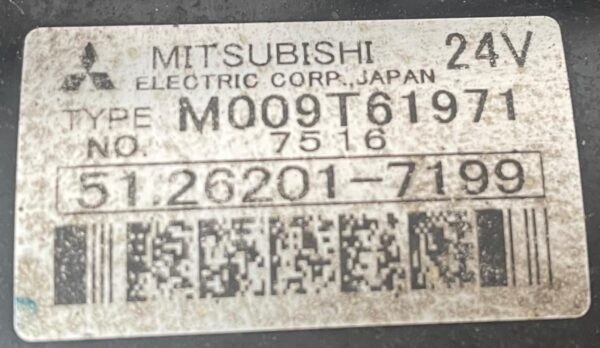 MITSUBISHI 24V
ELECTRIC CORP., JAPAN
TYPE M009T61971
NO. 7516
51.26201-7199